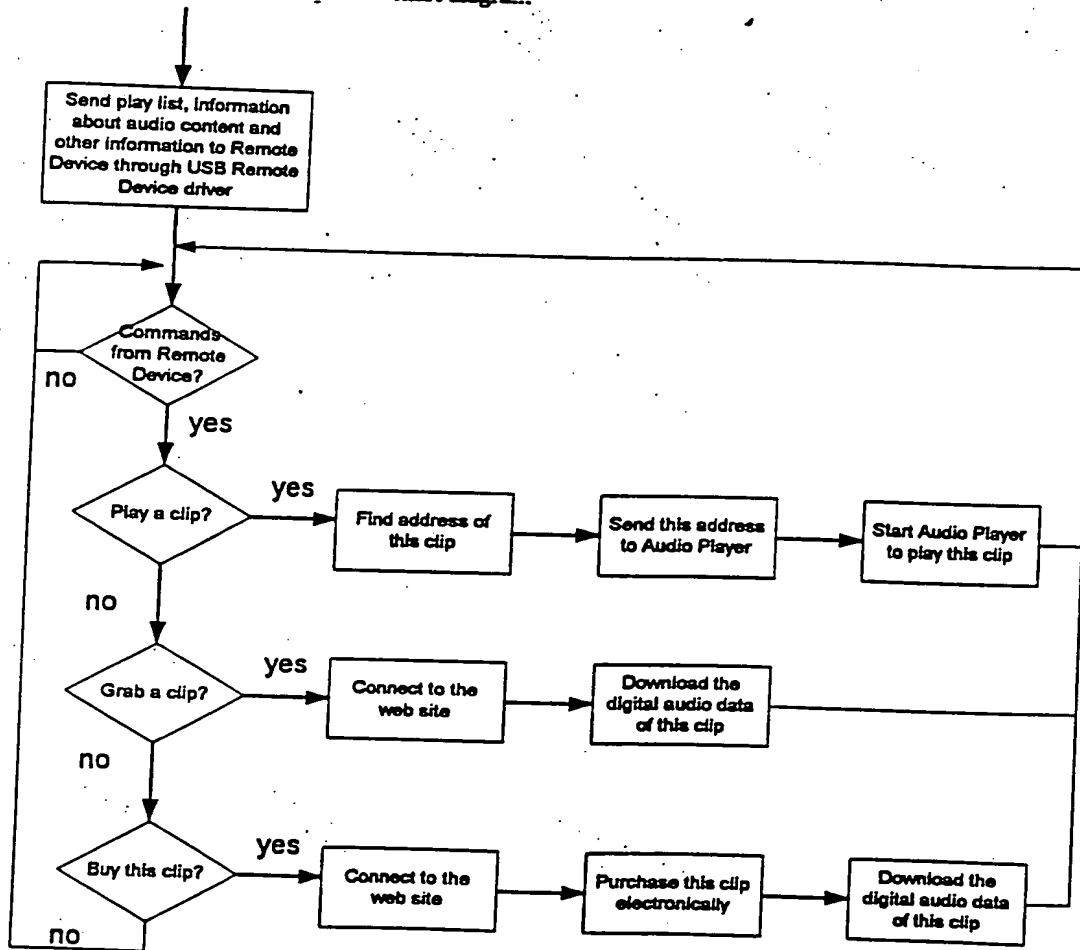 Send play list, information
about audio content and
other information to Remote
Device through USB Remote
Device driver
Commands
from Remote
Device?
no
yes
Play a clip?
yes
Find address of
this clip
Send this address
to Audio Player
Start Audio Player
to play this clip
no
Grab a clip?
yes
Connect to the
web site
Download the
digital audio data
of this clip
no
Buy this clip?
yes
Connect to the
web site
Purchase this clip
electronically
Download the
digital audio data
of this clip
no